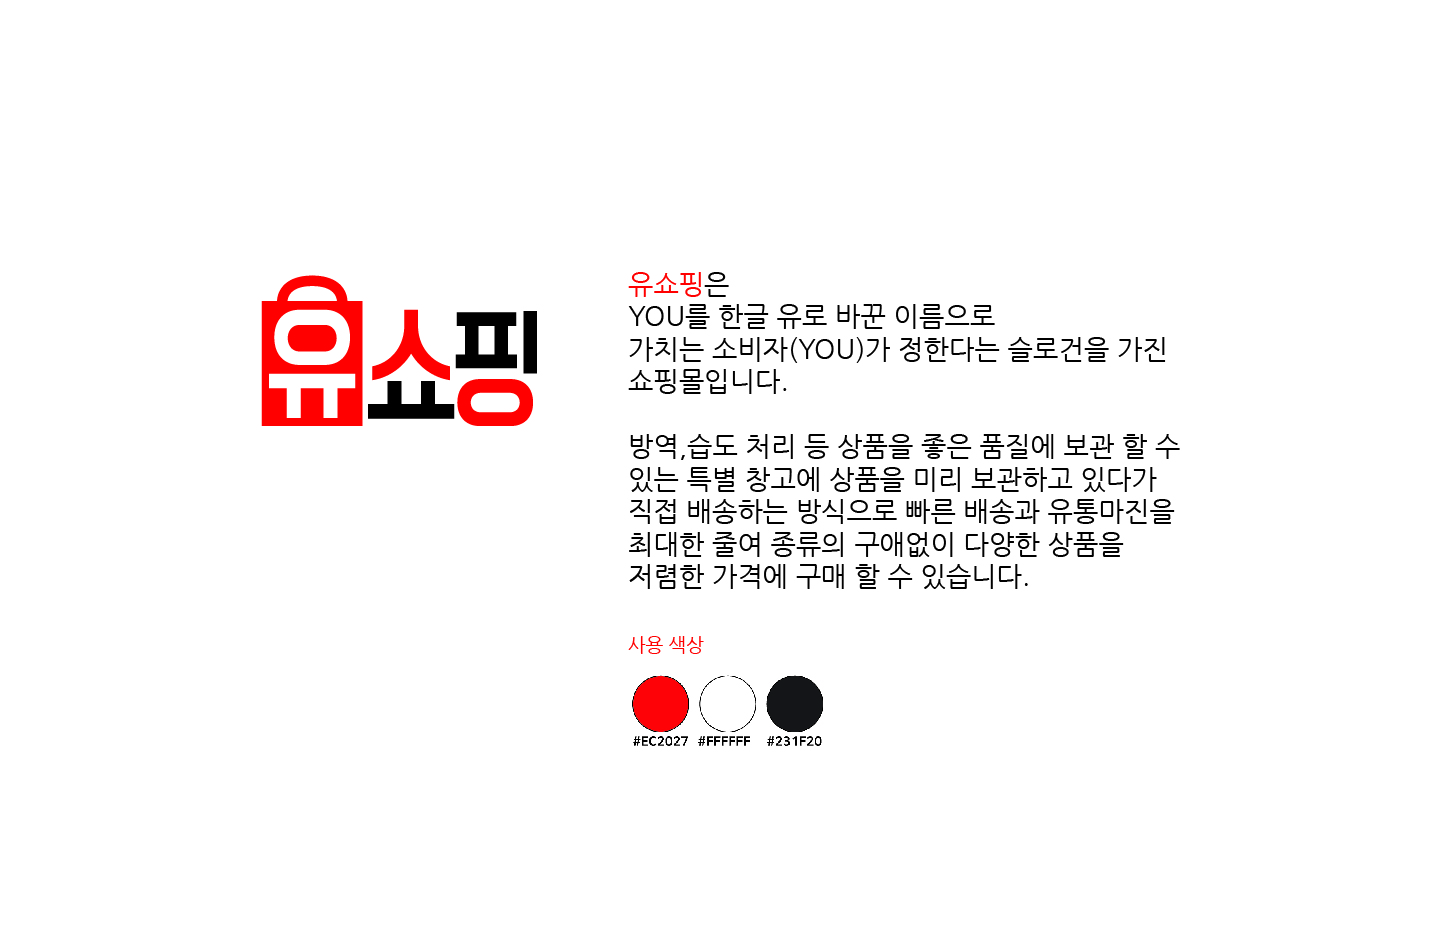 유쇼핑
유쇼핑은
YOU를 한글 유로 바꾼 이름으로
가치는 소비자(YOU)가 정한다는 슬로건을 가진
쇼핑몰입니다.
방역,습도 처리 등 상품을 좋은 품질에 보관 할 수
있는 특별 창고에 상품을 미리 보관하고 있다가
직접 배송하는 방식으로 빠른 배송과 유통마진을
최대한 줄여 종류의 구애없이 다양한 상품을
저렴한 가격에 구매 할 수 있습니다.
사용 색상
#EC2027 #FFFFFF #231F20